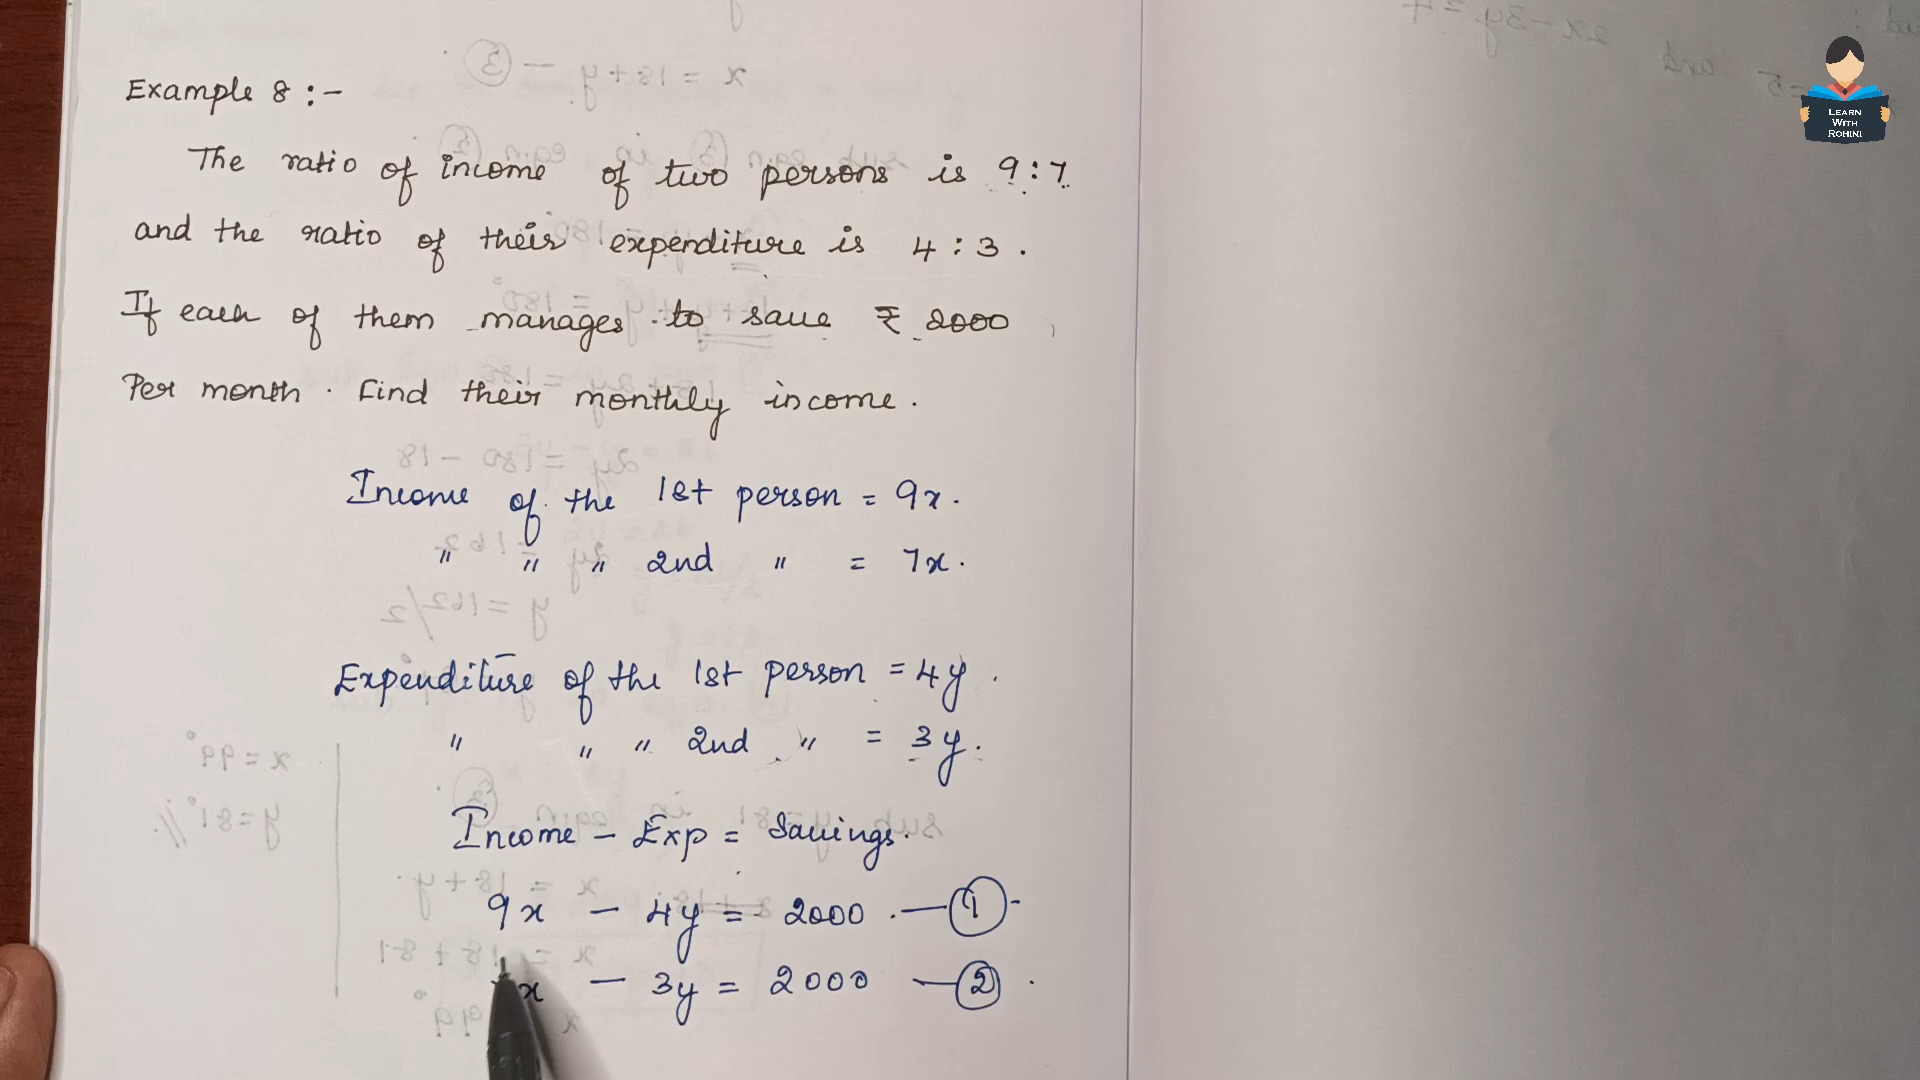 Example 8 :-
The ratio of income of two persons is 9:7
and the ratio of their expenditure is 4 : 3 .
If each of them manages to save ₹ 2000
Per month . Find their monthly income .
Income of the 1st person = 9x .
" " " 2nd " = 7x .
Expenditure of the 1st person = 4y .
" " " 2nd " = 3y .
Income - Exp = Savings .
9x - 4y = 2000 . — ①
x - 3y = 2000 — ②
LEARN
WITH
ROHINI